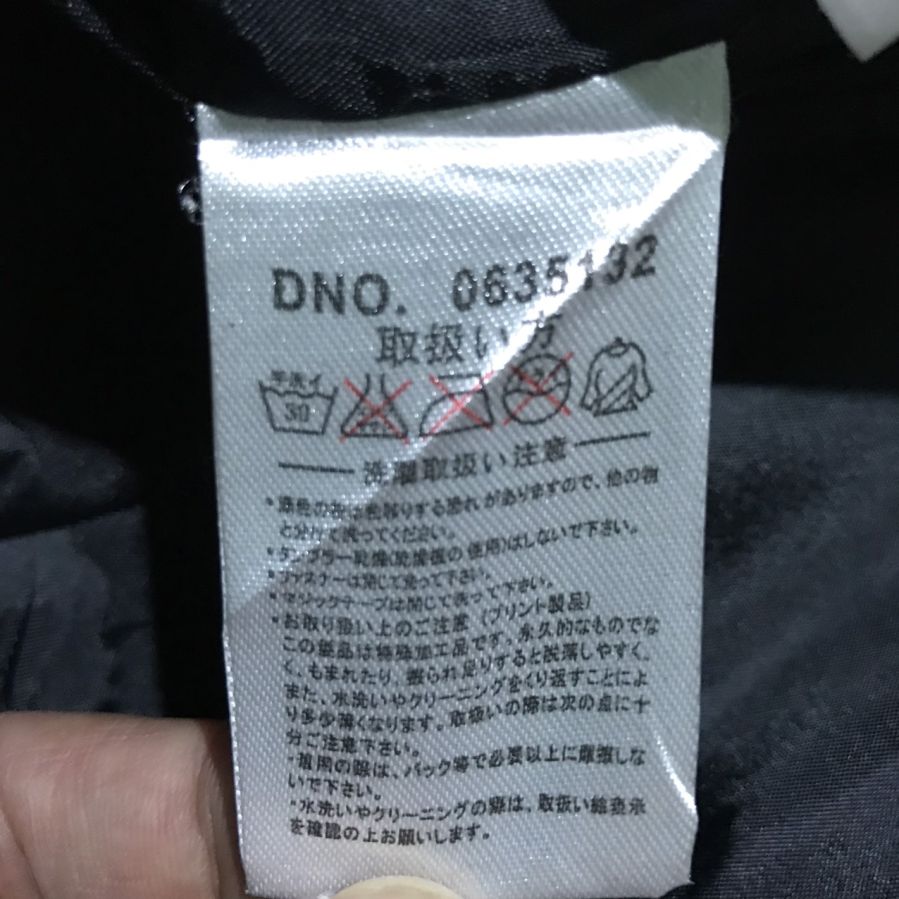 DNO. 0635132
取扱い方
手洗イ
30
洗濯取扱い注意
*濃色の物は色移りする恐れがありますので、他の物
と分けて洗ってください。
*タンブラー乾燥(乾燥機の使用)はしないで下さい。
*ファスナーは閉じて洗って下さい。
*マジックテープは閉じて洗って下さい。
*お取り扱い上のご注意 (プリント製品)
この製品は特殊加工品です。永久的なものでな
く、もまれたり、擦られ足りすると脱落しやすく、
また、水洗いやクリーニングをくり返すことによ
り多少薄くなります。取扱いの際は次の点に十
分ご注意下さい。
*着用の際は、バック等で必要以上に摩擦しな
いで下さい。
*水洗いやクリーニングの際は、取扱い絵表示
を確認の上お願いします。